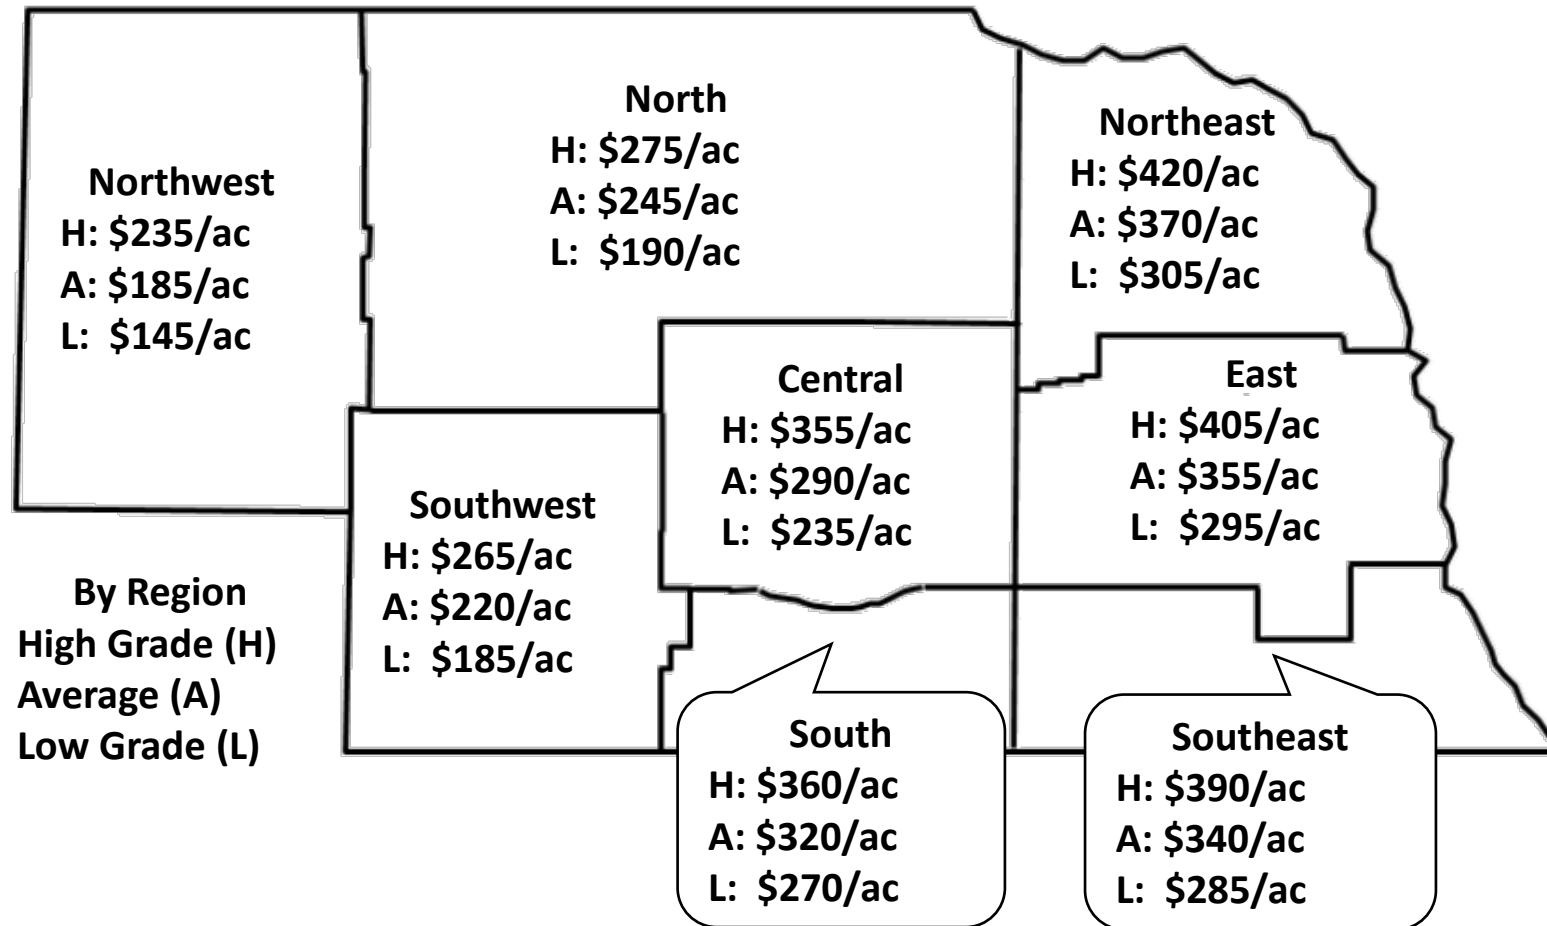 North
H: $275/ac
A: $245/ac
L: $190/ac
Northeast
H: $420/ac
A: $370/ac
L: $305/ac
Northwest
H: $235/ac
A: $185/ac
L: $145/ac
Central
H: $355/ac
A: $290/ac
L: $235/ac
East
H: $405/ac
A: $355/ac
L: $295/ac
Southwest
H: $265/ac
A: $220/ac
L: $185/ac
By Region
High Grade (H)
Average (A)
Low Grade (L)
South
H: $360/ac
A: $320/ac
L: $270/ac
Southeast
H: $390/ac
A: $340/ac
L: $285/ac